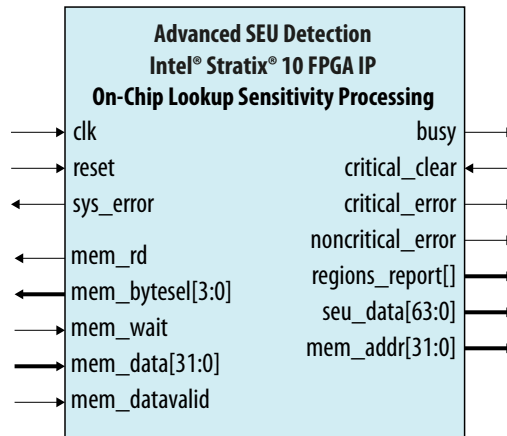 Advanced SEU Detection
Intel® Stratix® 10 FPGA IP
On-Chip Lookup Sensitivity Processing
clk
reset
sys_error
mem_rd
mem_bytesel[3:0]
mem_wait
mem_data[31:0]
mem_datavalid
busy
critical_clear
critical_error
noncritical_error
regions_report[]
seu_data[63:0]
mem_addr[31:0]